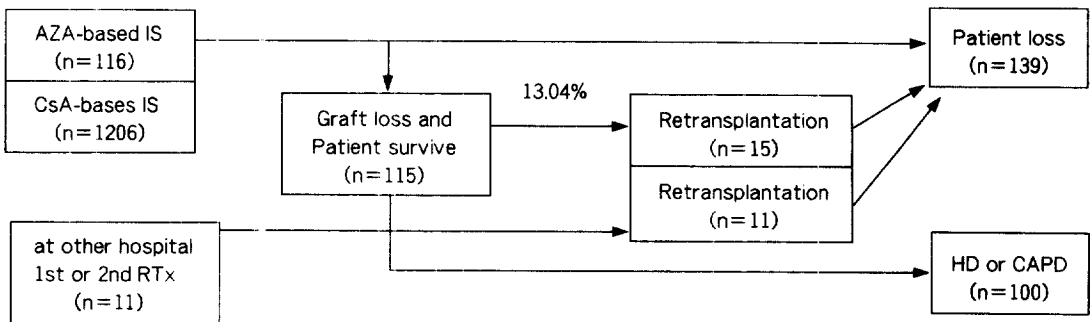 AZA-based IS
(n=116)
CsA-bases IS
(n=1206)
Patient loss
(n=139)
13.04%
Graft loss and
Patient survive
(n=115)
Retransplantation
(n=15)
Retransplantation
(n=11)
at other hospital
1st or 2nd RTx
(n=11)
HD or CAPD
(n=100)